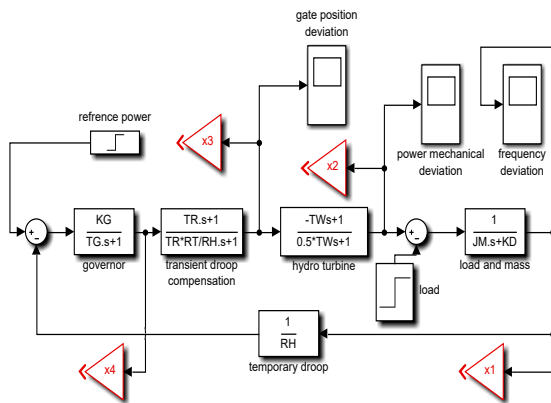 gate position
deviation
refrence power
x3
x2
power mechanical
deviation
frequency
deviation
+
-
KG
TG.s+1
governor
TR.s+1
TR*RT/RH.s+1
transient droop
compensation
-TWs+1
0.5*TWs+1
hydro turbine
+
-
load
1
JM.s+KD
load and mass
1
RH
temporary droop
x4
x1